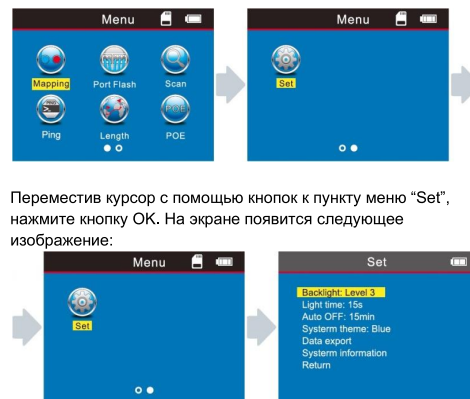 Menu
Mapping Port Flash Scan
PING
POE
Ping Length POE
Menu
Set
Переместив курсор с помощью кнопок к пункту меню “Set”,
нажмите кнопку OK. На экране появится следующее
изображение:
Menu
Set
Set
Backlight: Level 3
Light time: 15s
Auto OFF: 15min
Systerm theme: Blue
Data export
Systerm information
Return